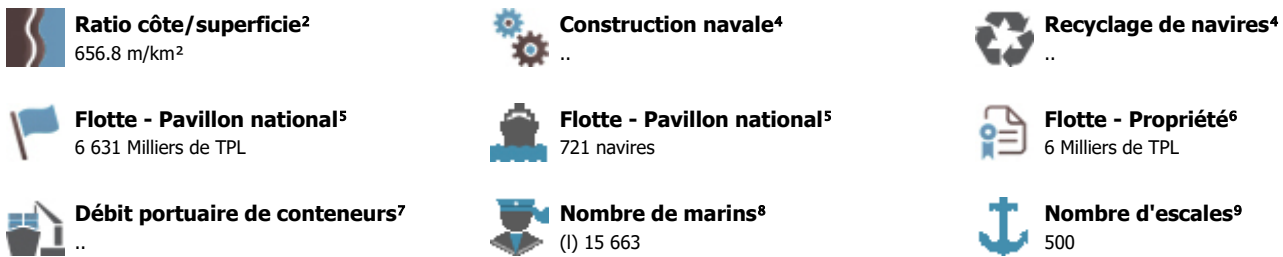 Ratio côte/superficie²
656.8 m/km²
Construction navale⁴
..
Recyclage de navires⁴
..
Flotte - Pavillon national⁵
6 631 Milliers de TPL
Flotte - Pavillon national⁵
721 navires
Flotte - Propriété⁶
6 Milliers de TPL
Débit portuaire de conteneurs⁷
..
Nombre de marins⁸
(l) 15 663
Nombre d'escales⁹
500